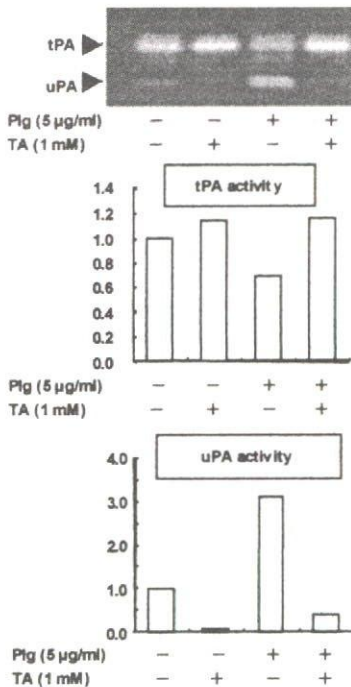 tPA
uPA
Plg (5 µg/ml) – – + +
TA (1 mM) – + – +
tPA activity
1.4
1.2
1.0
0.8
0.6
0.4
0.2
0.0
Plg (5 µg/ml) – – + +
TA (1 mM) – + – +
uPA activity
4.0
3.0
2.0
1.0
0.0
Plg (5 µg/ml) – – + +
TA (1 mM) – + – +